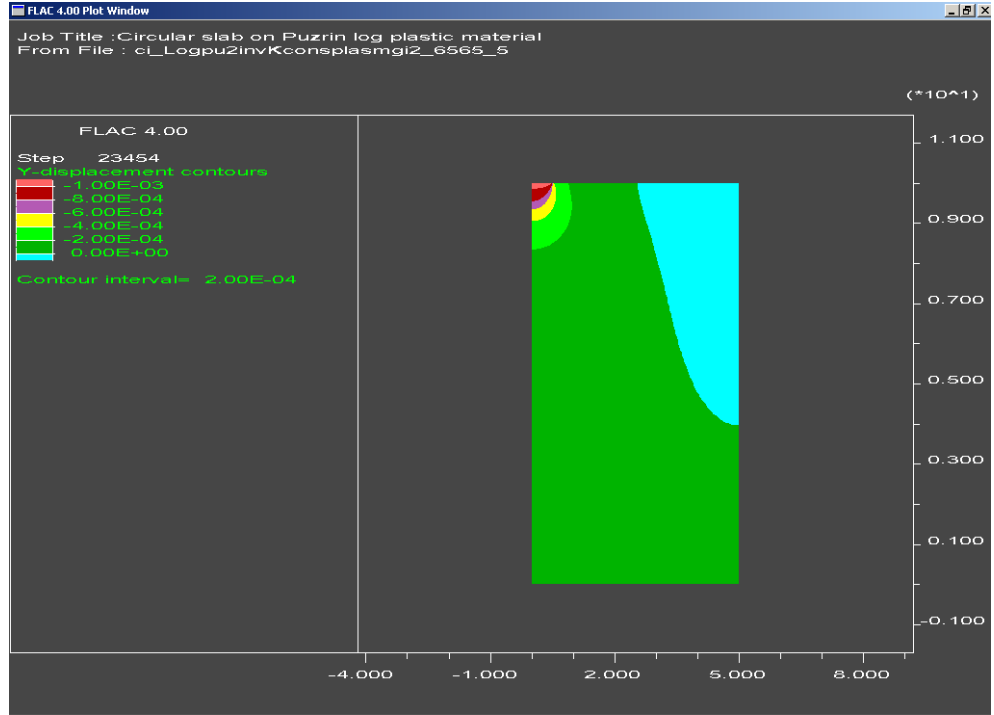 FLAC 4.00 Plot Window
Job Title :Circular slab on Puzrin log plastic material
From File : ci_Logpu2invKconsplasmgi2_6565_5
(*10^1)
FLAC 4.00
Step 23454
Y-displacement contours
-1.00E-03
-8.00E-04
-6.00E-04
-4.00E-04
-2.00E-04
0.00E+00
Contour interval= 2.00E-04
1.100
0.900
0.700
0.500
0.300
0.100
-0.100
-4.000 -1.000 2.000 5.000 8.000